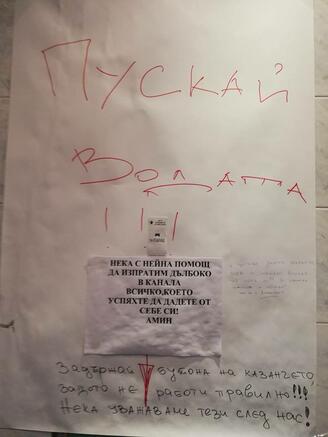 ПУСКАЙ
ВОДАТА
!!!
НЕКА С НЕЙНА ПОМОЩ
ДА ИЗПРАТИМ ДЪЛБОКО
В КАНАЛА
ВСИЧКО,КОЕТО
УСПЯХТЕ ДА ДАДЕТЕ ОТ
СЕБЕ СИ!
АМИН
Задържай бутона на казанчето,
защото не работи правилно!!!
Нека уважаваме тези след нас!